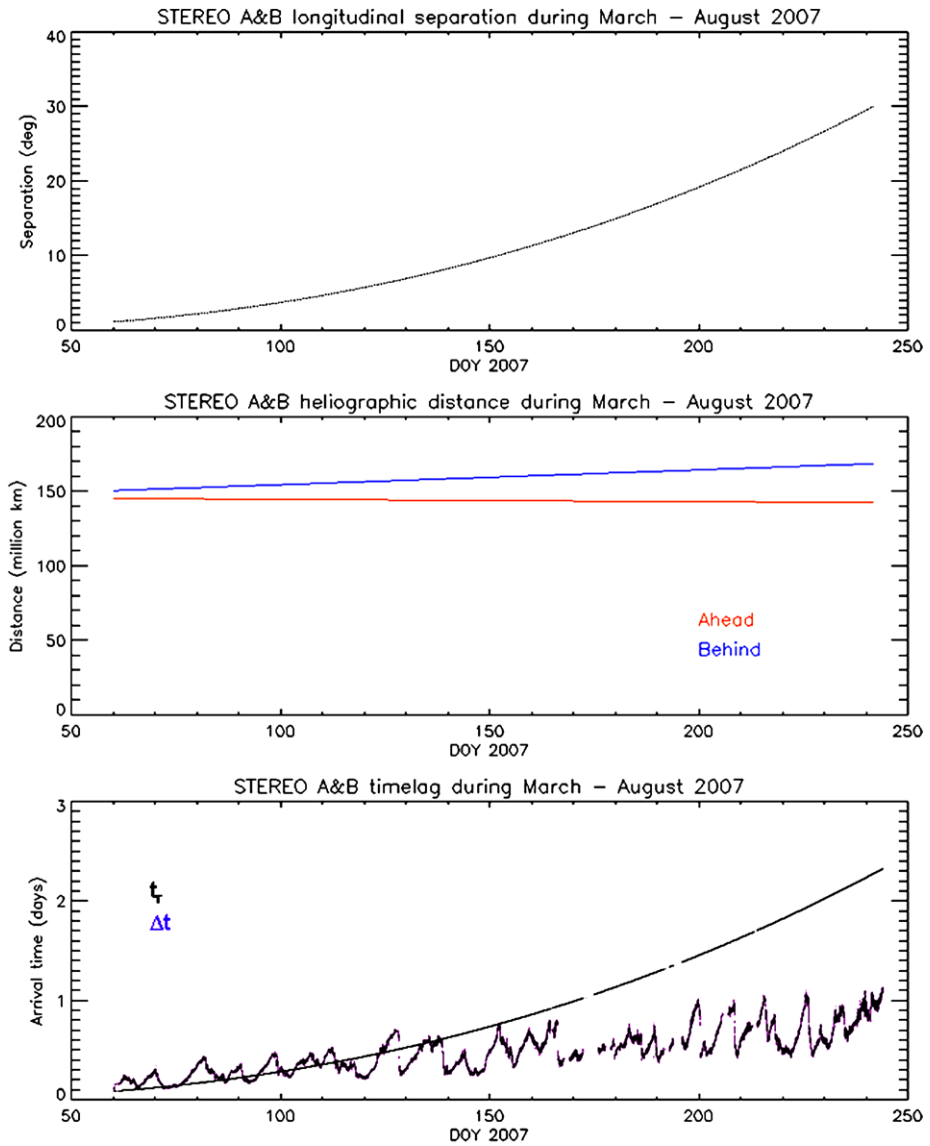 STEREO A&B longitudinal separation during March – August 2007
40
30
20
10
0
Separation (deg)
50 100 150 200 250
DOY 2007
STEREO A&B heliographic distance during March – August 2007
200
150
100
50
0
Distance (million km)
Ahead
Behind
50 100 150 200 250
DOY 2007
STEREO A&B timelag during March – August 2007
3
2
1
0
Arrival time (days)
tT
Δt
50 100 150 200 250
DOY 2007